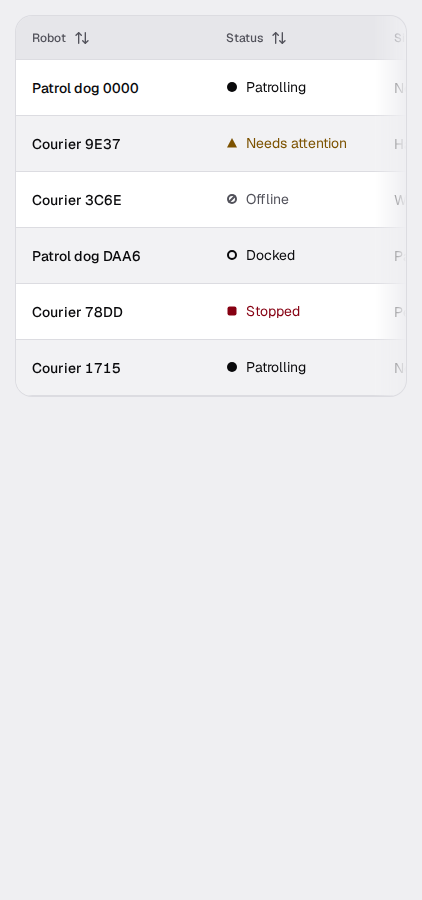 Robot Status
Patrol dog 0000 Patrolling
Courier 9E37 Needs attention
Courier 3C6E Offline
Patrol dog DAA6 Docked
Courier 78DD Stopped
Courier 1715 Patrolling